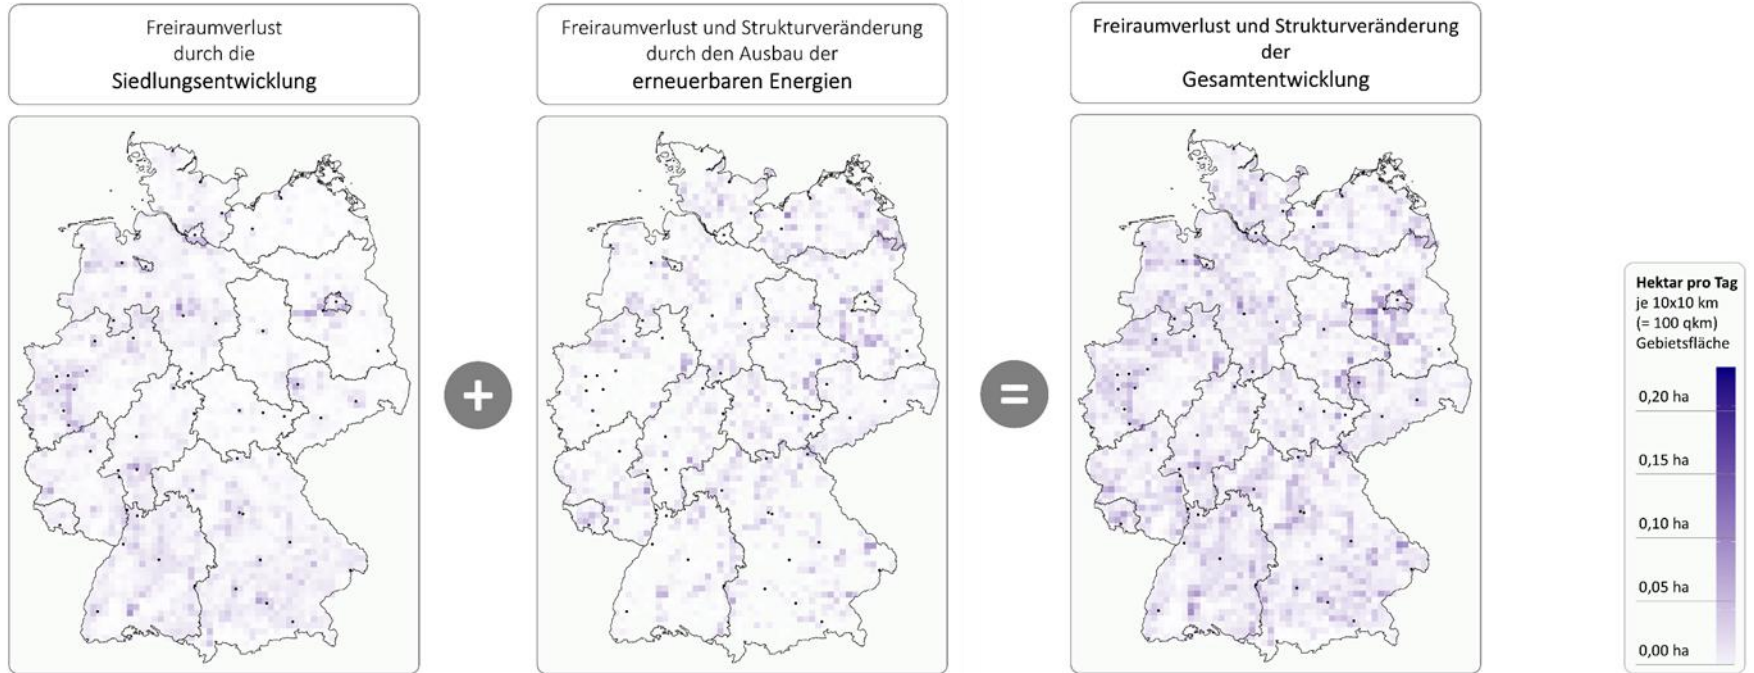 Freiraumverlust
durch die
Siedlungsentwicklung
Freiraumverlust und Strukturveränderung
durch den Ausbau der
erneuerbaren Energien
Freiraumverlust und Strukturveränderung
der
Gesamtentwicklung
+
=
Hektar pro Tag
je 10x10 km
(= 100 qkm)
Gebietsfläche
0,20 ha
0,15 ha
0,10 ha
0,05 ha
0,00 ha